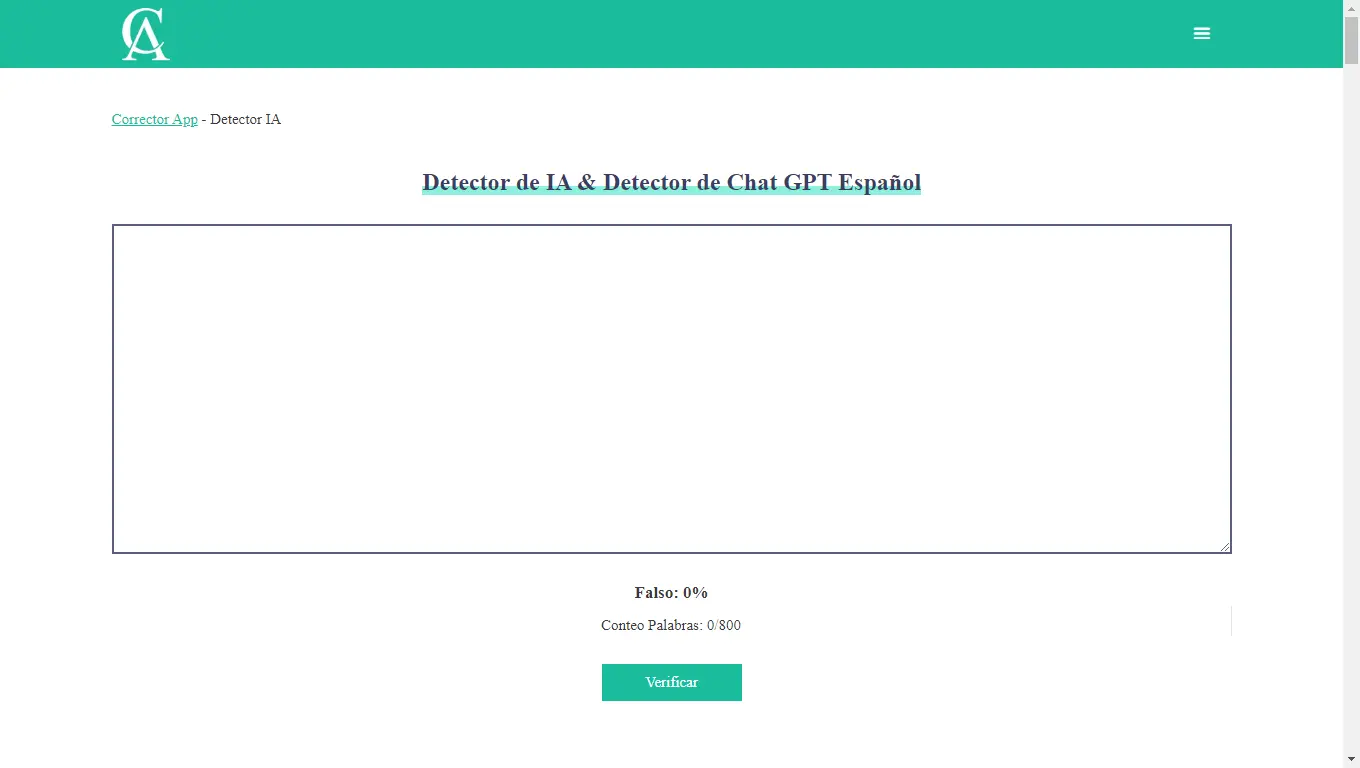 CA
Corrector App - Detector IA
Detector de IA & Detector de Chat GPT Español
Falso: 0%
Conteo Palabras: 0/800
Verificar